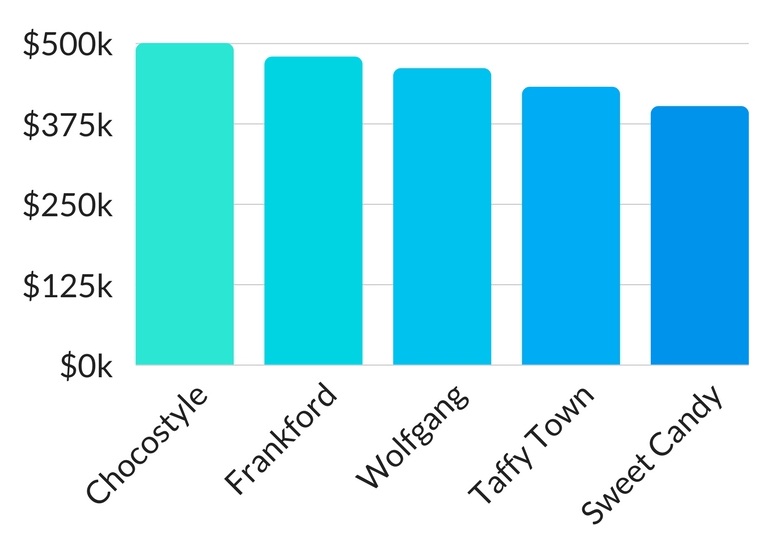 $500k
$375k
$250k
$125k
$0k
Chocostyle
Frankford
Wolfgang
Taffy Town
Sweet Candy